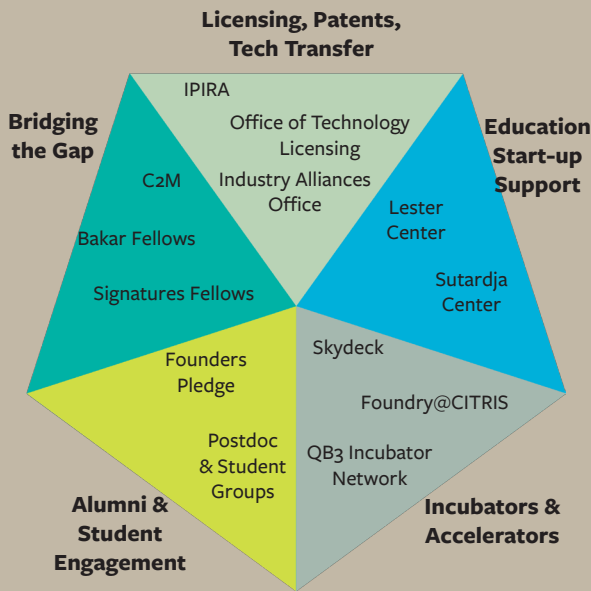 Licensing, Patents,
Tech Transfer
IPIRA
Office of Technology
Licensing
Industry Alliances
Office
Bridging
the Gap
C2M
Bakar Fellows
Signatures Fellows
Education
Start-up
Support
Lester
Center
Sutardja
Center
Founders
Pledge
Postdoc
& Student
Groups
Alumni &
Student
Engagement
Skydeck
Foundry@CITRIS
QB3 Incubator
Network
Incubators &
Accelerators